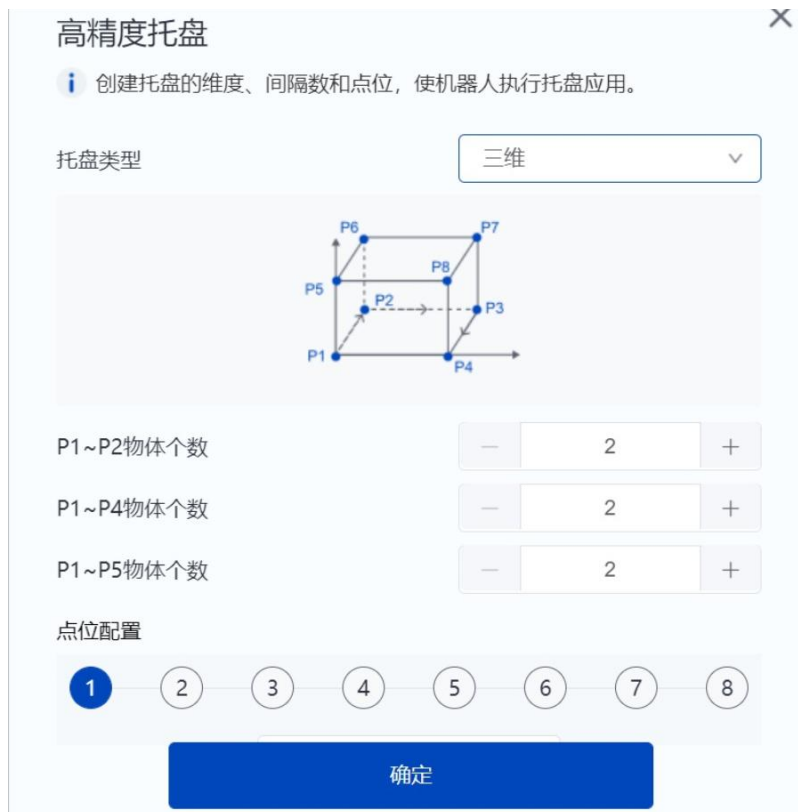 高精度托盘
i 创建托盘的维度、间隔数和点位，使机器人执行托盘应用。
托盘类型 三维
P6 P7
P8
P5
P2
P3
P1
P4
P1~P2物体个数 — 2 +
P1~P4物体个数 — 2 +
P1~P5物体个数 — 2 +
点位配置
1 2 3 4 5 6 7 8
确定